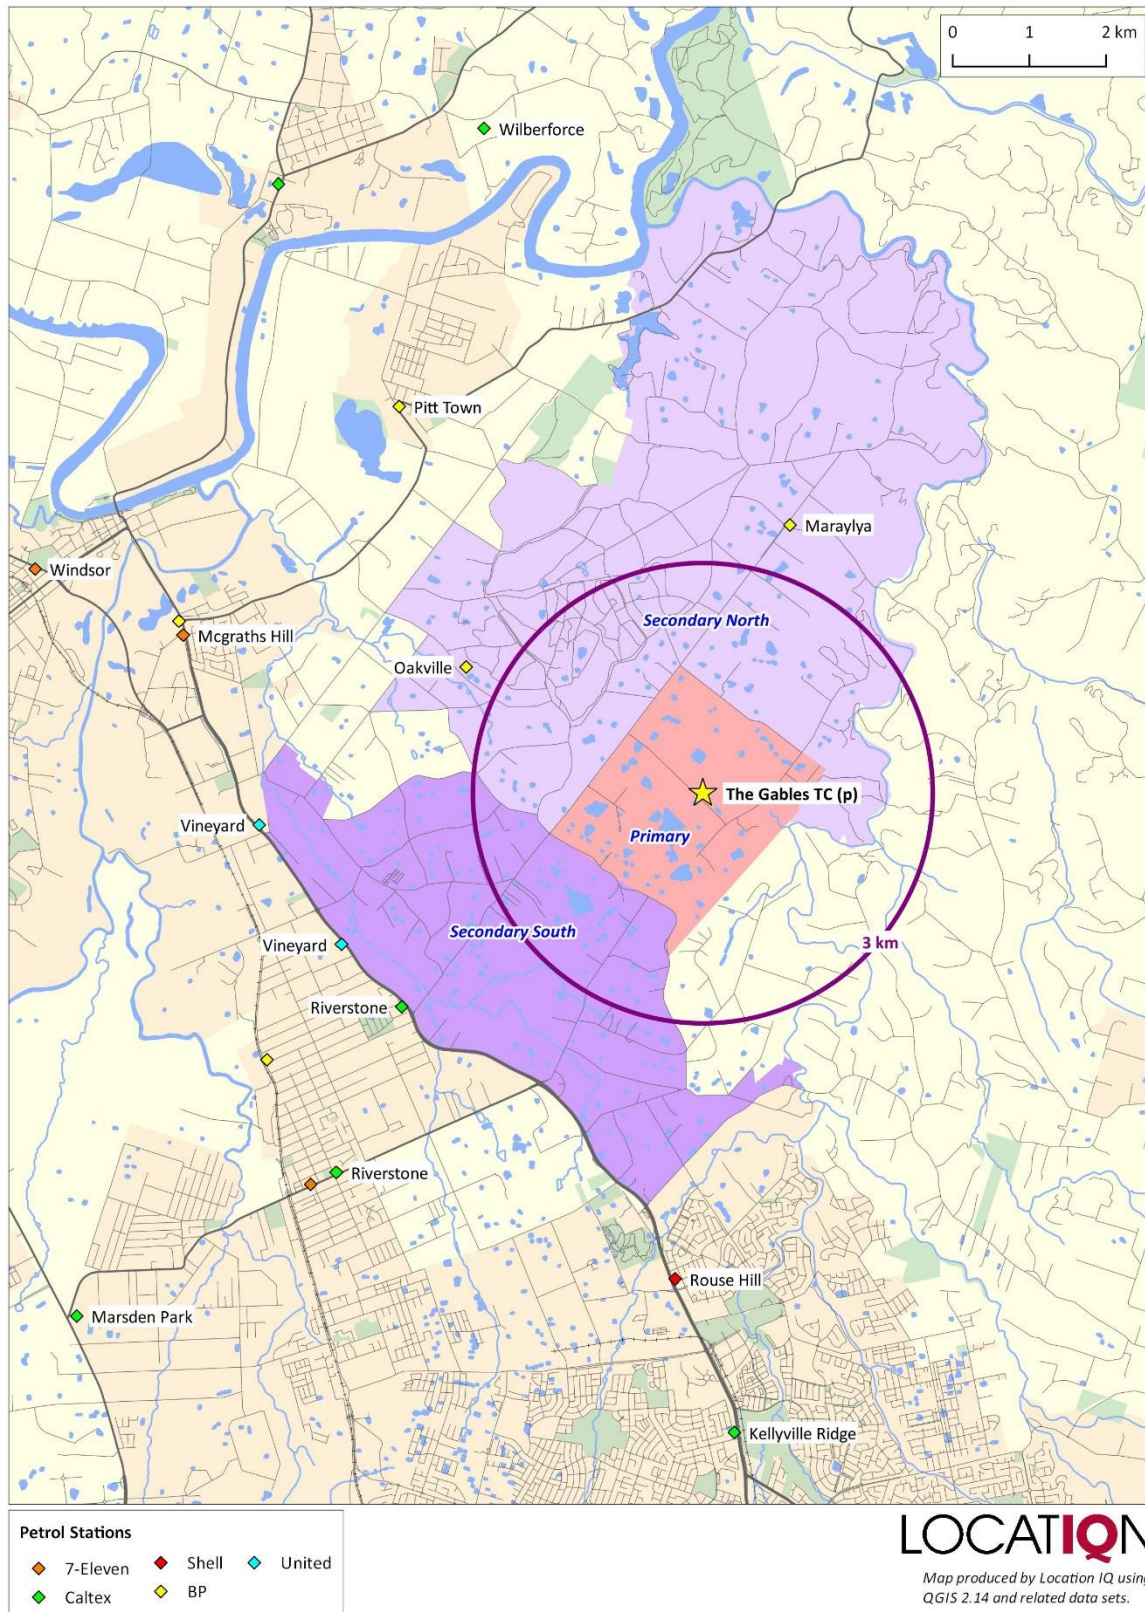 0 1 2 km
Wilberforce
Pitt Town
Maraylya
Windsor
Secondary North
Mcgraths Hill
Oakville
The Gables TC (p)
Vineyard
Primary
Secondary South
Vineyard
3 km
Riverstone
Riverstone
Rouse Hill
Marsden Park
Kellyville Ridge
Petrol Stations
7-Eleven
Shell
United
Caltex
BP
LOCATIQN
Map produced by Location IQ using
QGIS 2.14 and related data sets.